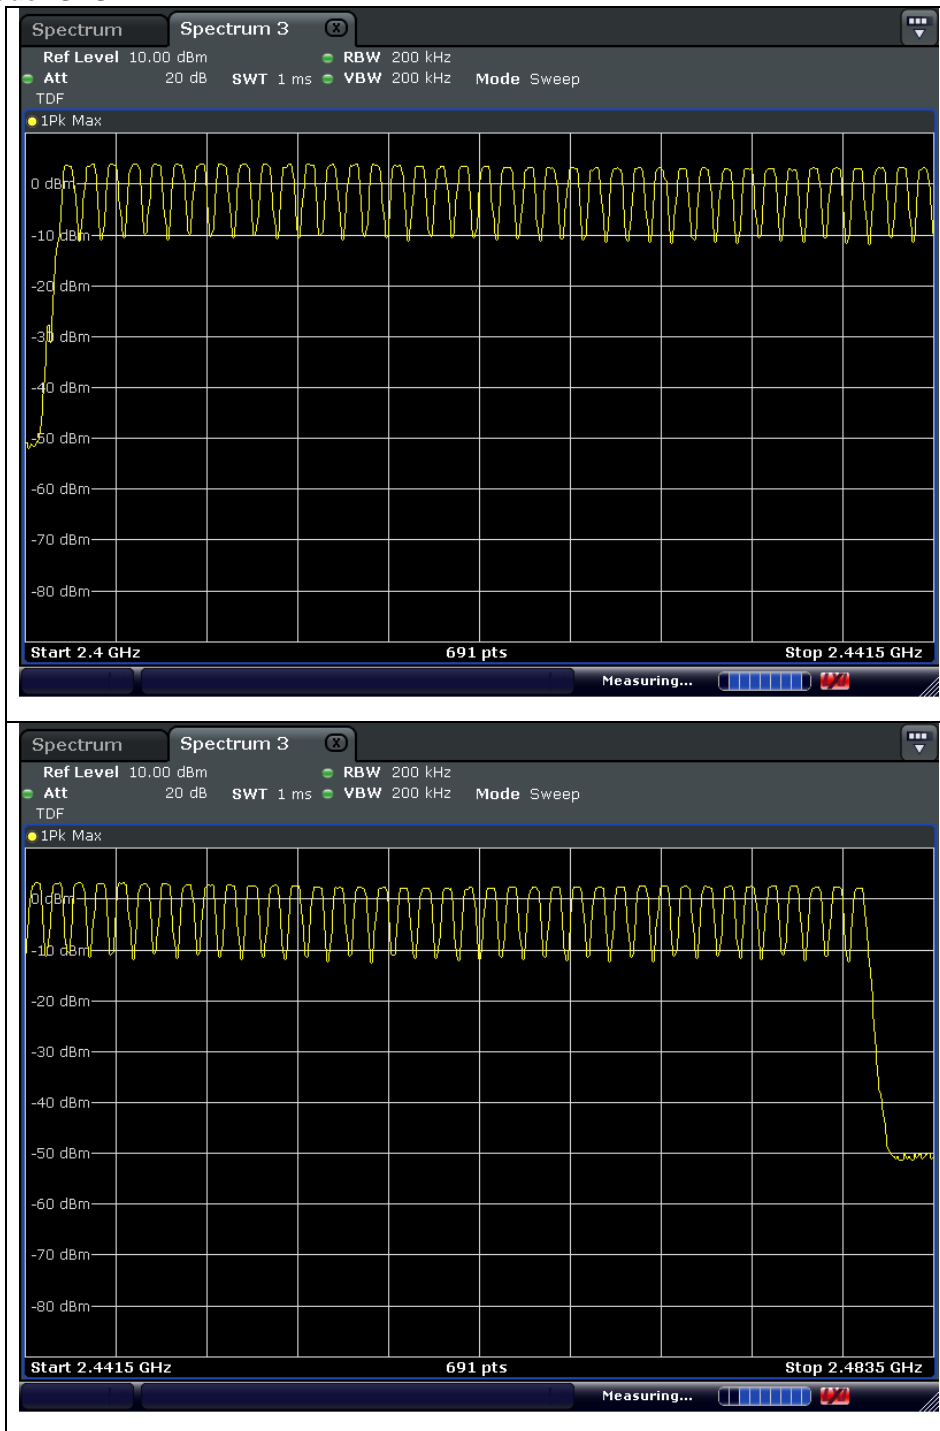 Spectrum Spectrum 3 X
Ref Level 10.00 dBm RBW 200 kHz
Att 20 dB SWT 1 ms VBW 200 kHz Mode Sweep
TDF
1Pk Max
0 dBm
-10 dBm
-20 dBm
-30 dBm
-40 dBm
-50 dBm
-60 dBm
-70 dBm
-80 dBm
Start 2.4 GHz 691 pts Stop 2.4415 GHz
Measuring...
Spectrum Spectrum 3 X
Ref Level 10.00 dBm RBW 200 kHz
Att 20 dB SWT 1 ms VBW 200 kHz Mode Sweep
TDF
1Pk Max
0 dBm
-10 dBm
-20 dBm
-30 dBm
-40 dBm
-50 dBm
-60 dBm
-70 dBm
-80 dBm
Start 2.4415 GHz 691 pts Stop 2.4835 GHz
Measuring...